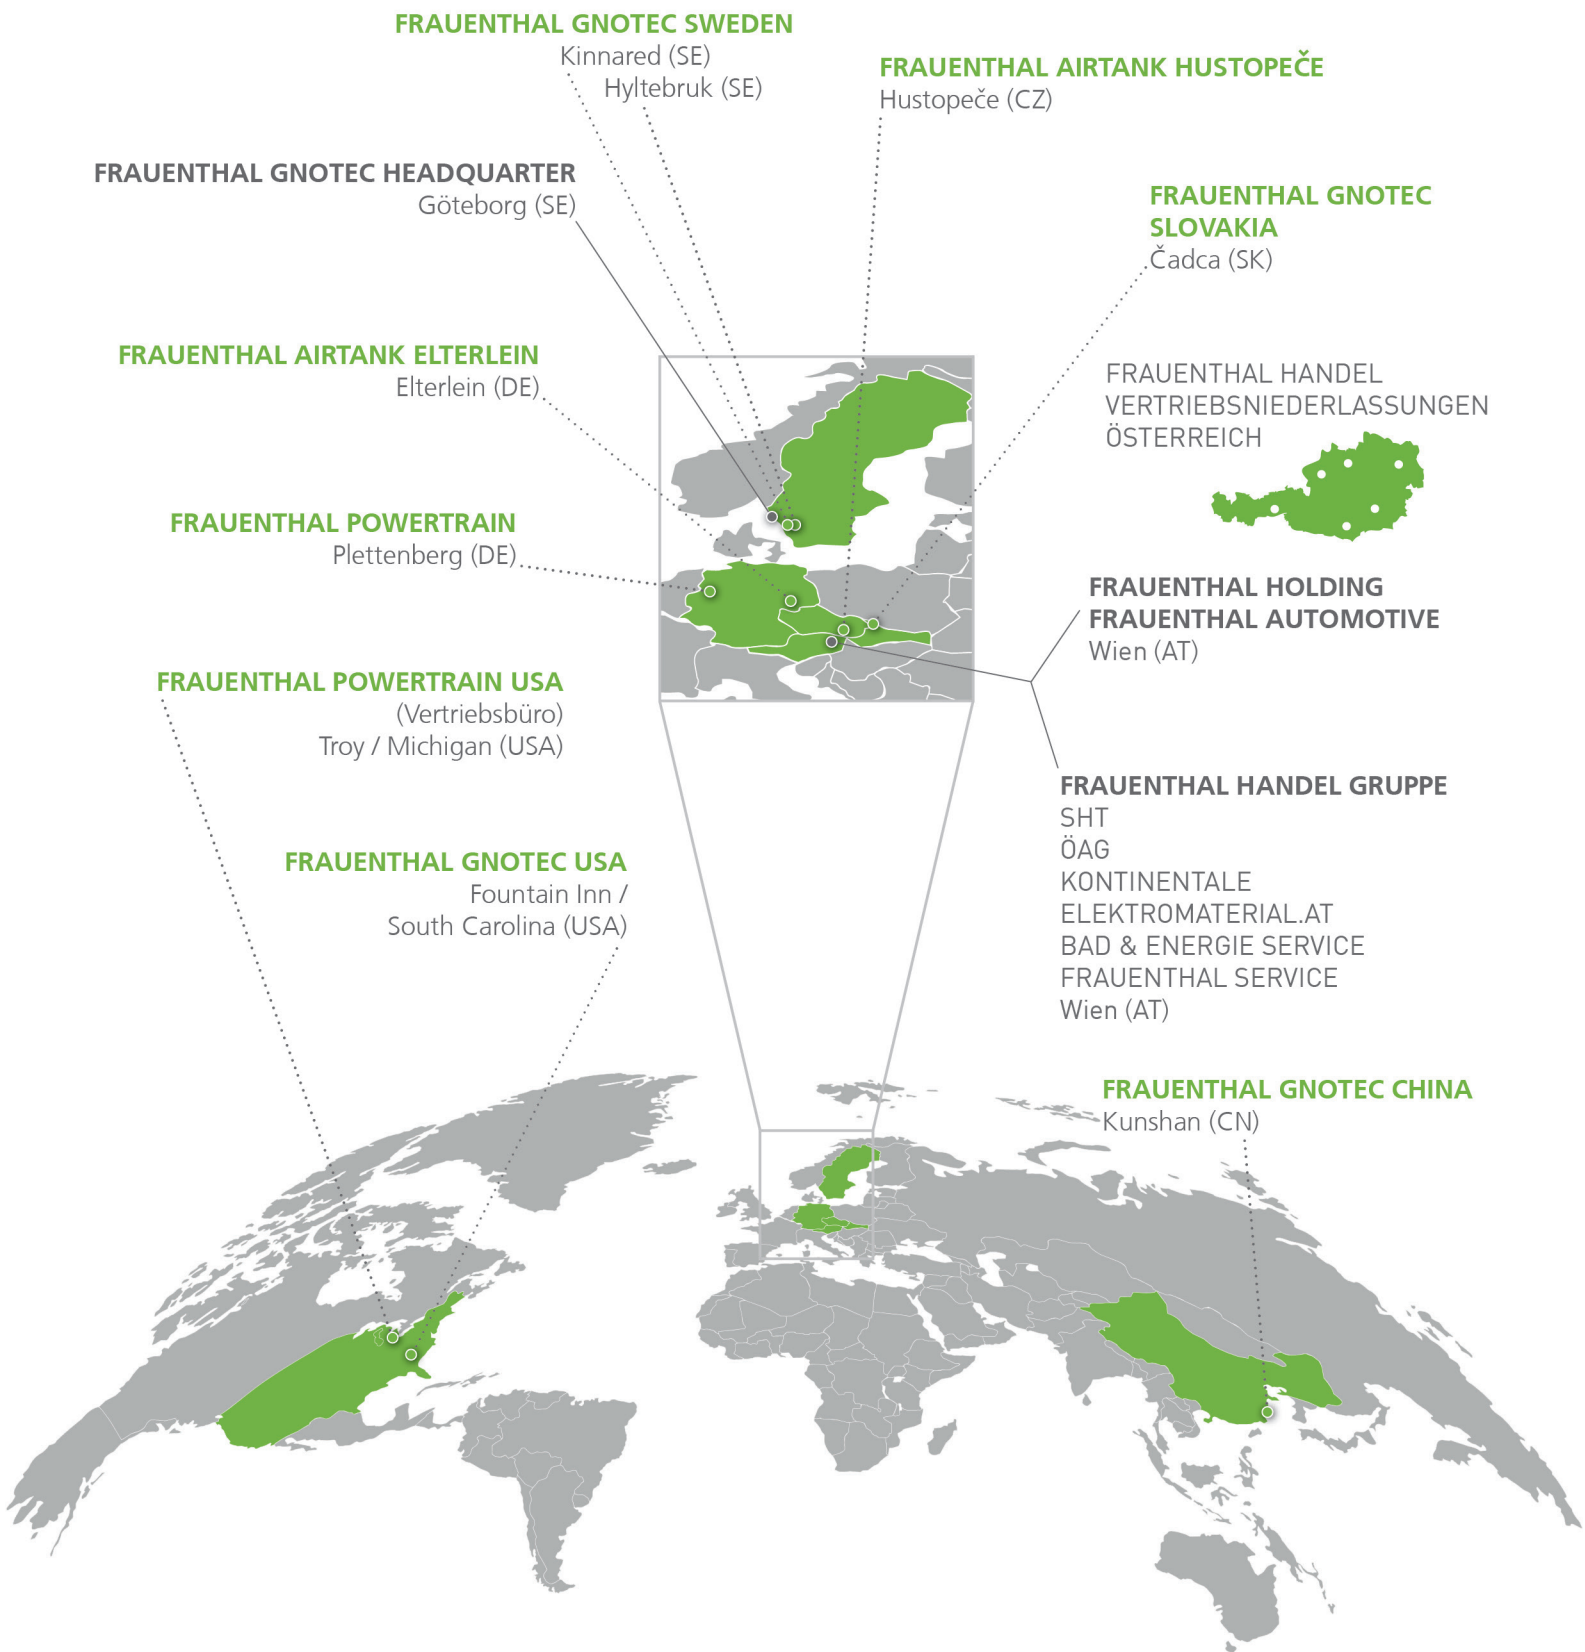 FRAUENTHAL GNOTEC SWEDEN
Kinnared (SE)
Hyltebruk (SE)
FRAUENTHAL AIRTANK HUSTOPEČE
Hustopeče (CZ)
FRAUENTHAL GNOTEC HEADQUARTER
Göteborg (SE)
FRAUENTHAL GNOTEC
SLOVAKIA
Čadca (SK)
FRAUENTHAL AIRTANK ELTERLEIN
Elterlein (DE)
FRAUENTHAL HANDEL
VERTRIEBSNIEDERLASSUNGEN
ÖSTERREICH
FRAUENTHAL POWERTRAIN
Plettenberg (DE)
FRAUENTHAL HOLDING
FRAUENTHAL AUTOMOTIVE
Wien (AT)
FRAUENTHAL POWERTRAIN USA
(Vertriebsbüro)
Troy / Michigan (USA)
FRAUENTHAL HANDEL GRUPPE
SHT
ÖAG
KONTINENTALE
ELEKTROMATERIAL.AT
BAD & ENERGIE SERVICE
FRAUENTHAL SERVICE
Wien (AT)
FRAUENTHAL GNOTEC USA
Fountain Inn /
South Carolina (USA)
FRAUENTHAL GNOTEC CHINA
Kunshan (CN)